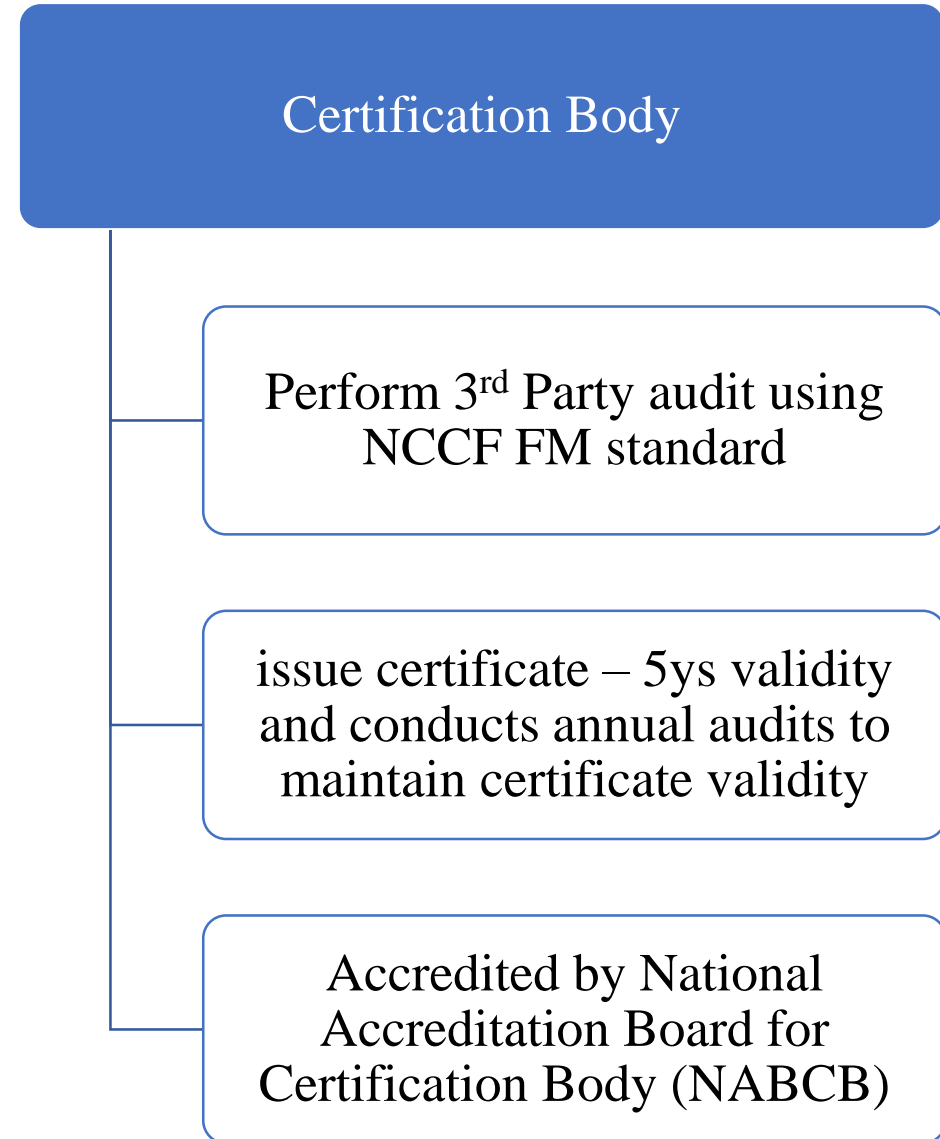 Certification Body
Perform 3rd Party audit using
NCCF FM standard
issue certificate – 5ys validity
and conducts annual audits to
maintain certificate validity
Accredited by National
Accreditation Board for
Certification Body (NABCB)